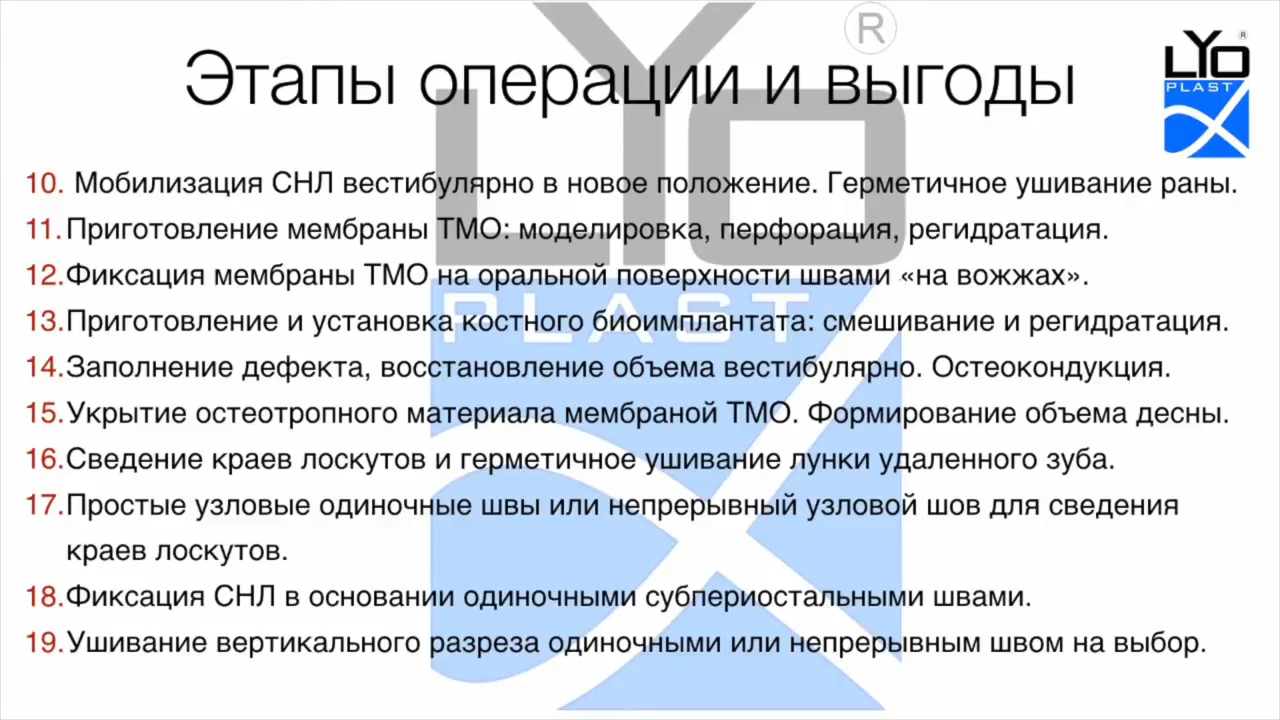 Этапы операции и выгоды
LYO
PLAST
®
LYO
PLAST
®
10. Мобилизация СНЛ вестибулярно в новое положение. Герметичное ушивание раны.
11. Приготовление мембраны ТМО: моделировка, перфорация, регидратация.
12. Фиксация мембраны ТМО на оральной поверхности швами «на вожжах».
13. Приготовление и установка костного биоимплантата: смешивание и регидратация.
14. Заполнение дефекта, восстановление объема вестибулярно. Остеокондукция.
15. Укрытие остеотропного материала мембраной ТМО. Формирование объема десны.
16. Сведение краев лоскутов и герметичное ушивание лунки удаленного зуба.
17. Простые узловые одиночные швы или непрерывный узловой шов для сведения
краев лоскутов.
18. Фиксация СНЛ в основании одиночными субпериостальными швами.
19. Ушивание вертикального разреза одиночными или непрерывным швом на выбор.